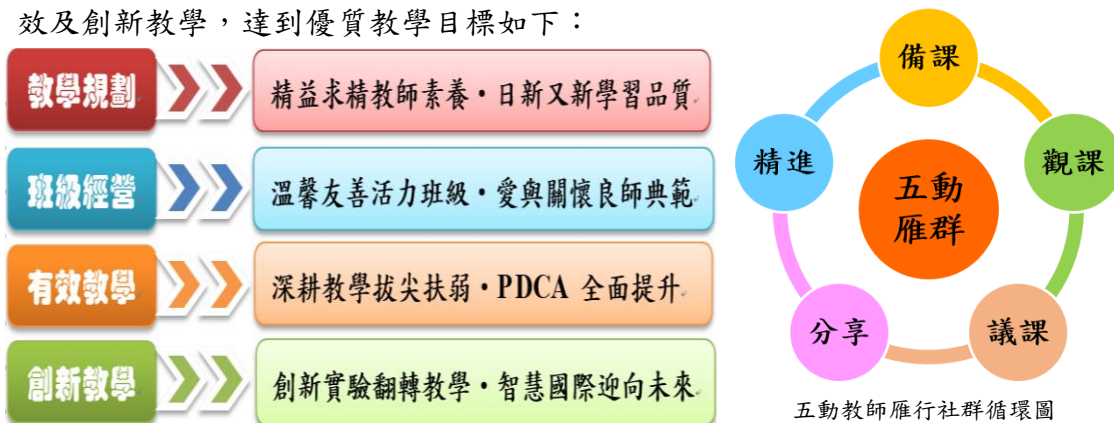 效及創新教學，達到優質教學目標如下：
教學規劃
精益求精教師素養·日新又新學習品質
班級經營
溫馨友善活力班級·愛與關懷良師典範
有效教學
深耕教學拔尖扶弱·PDCA 全面提升
創新教學
創新實驗翻轉教學·智慧國際迎向未來
備課
觀課
議課
分享
精進
五動
雁群
五動教師雁行社群循環圖